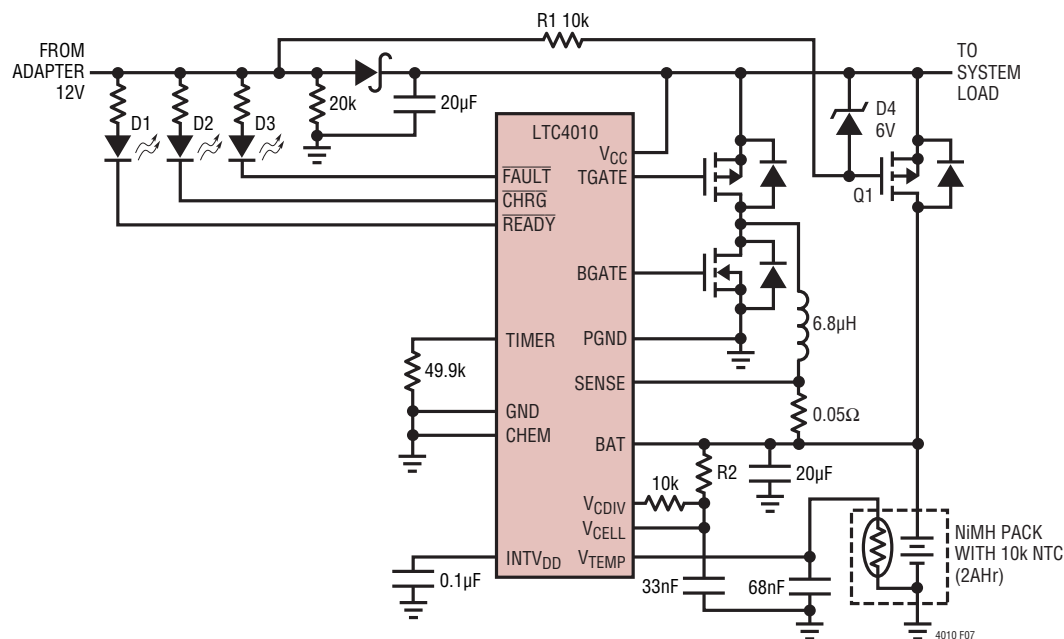 R1 10k
FROM
ADAPTER
12V
TO
SYSTEM
LOAD
D1
D2
D3
20k
20µF
D4
6V
Q1
LTC4010
VCC
FAULT
TGATE
CHRG
READY
BGATE
6.8µH
TIMER
PGND
49.9k
SENSE
0.05Ω
GND
CHEM
BAT
R2
20µF
10k
VCDIV
VCELL
NiMH PACK
WITH 10k NTC
(2AHr)
INTVDD
VTEMP
0.1µF
33nF
68nF
4010 F07